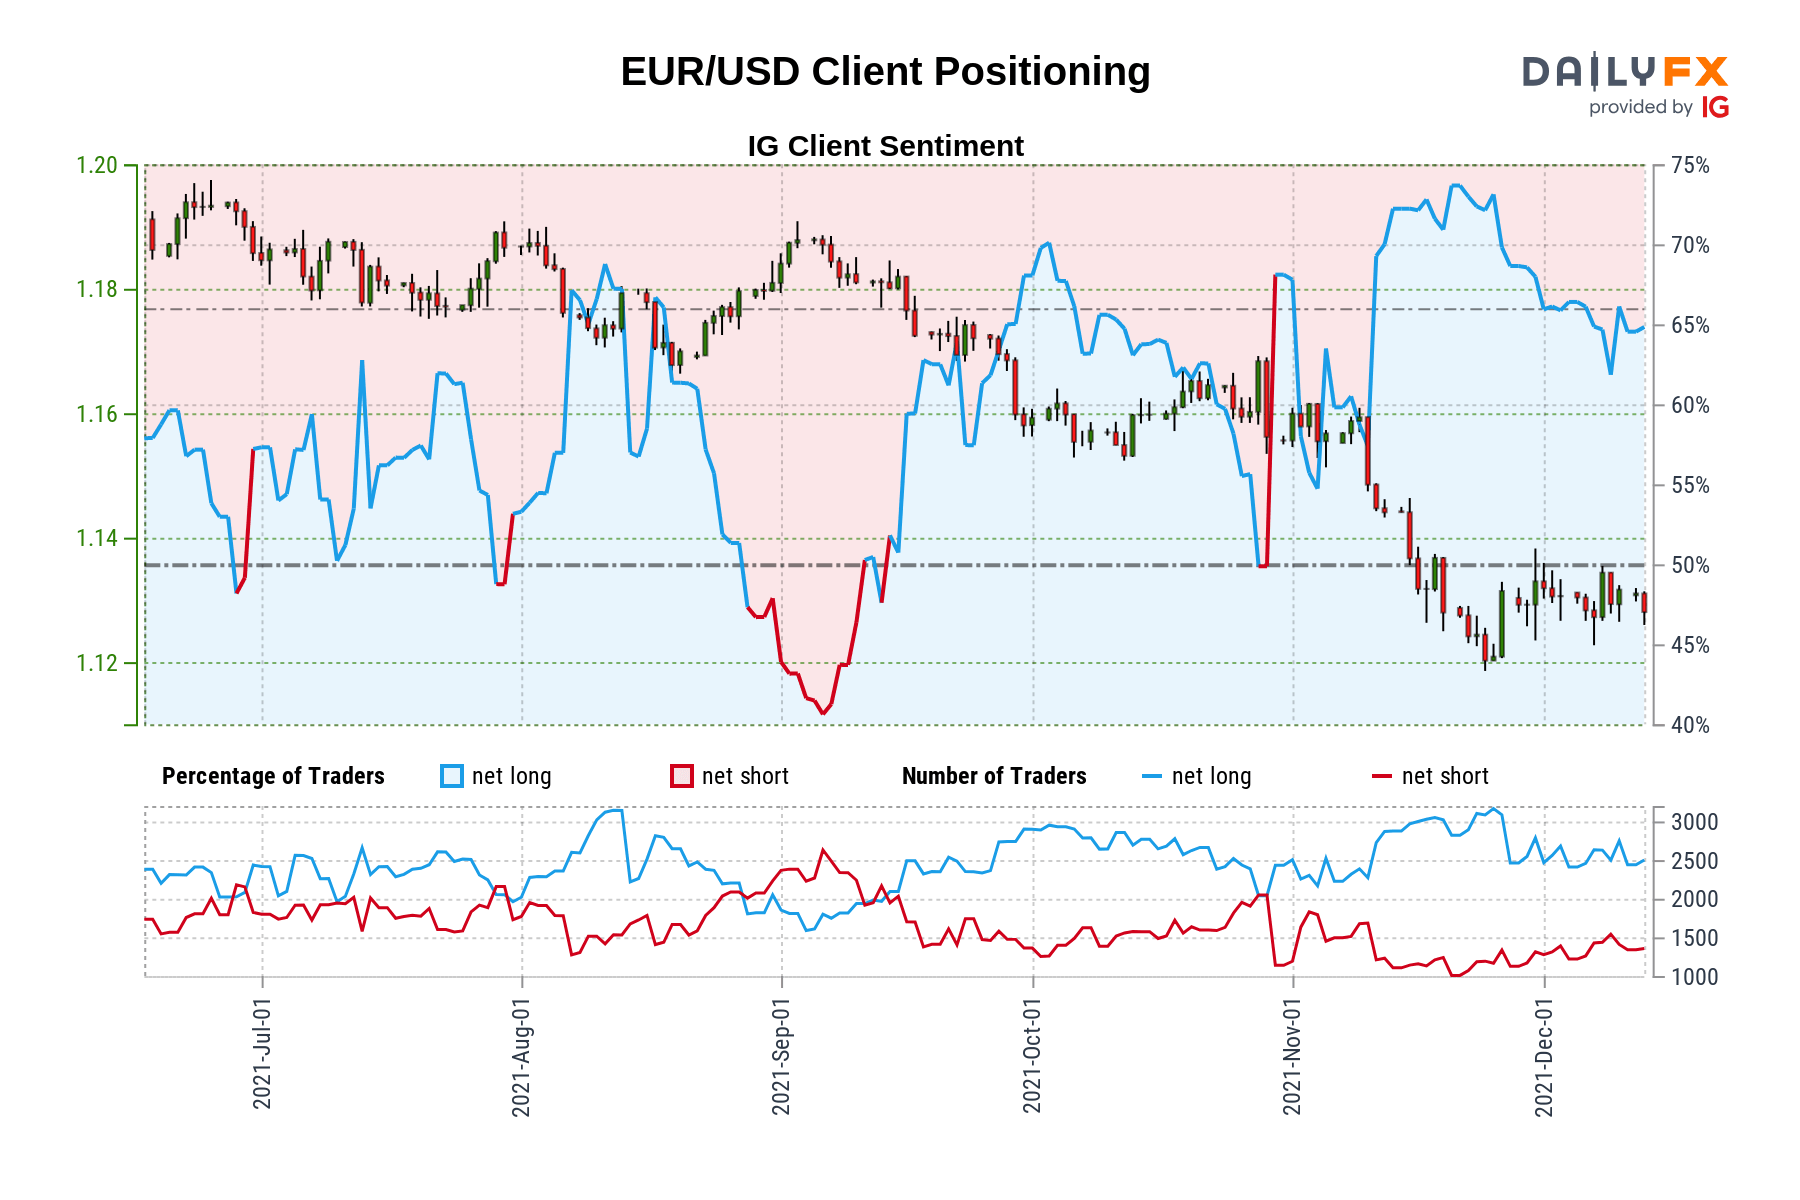 EUR/USD Client Positioning
DAILYFX
provided by IG
IG Client Sentiment
1.20
1.18
1.16
1.14
1.12
75%
70%
65%
60%
55%
50%
45%
40%
Percentage of Traders net long net short Number of Traders net long net short
3000
2500
2000
1500
1000
2021-Jul-01
2021-Aug-01
2021-Sep-01
2021-Oct-01
2021-Nov-01
2021-Dec-01